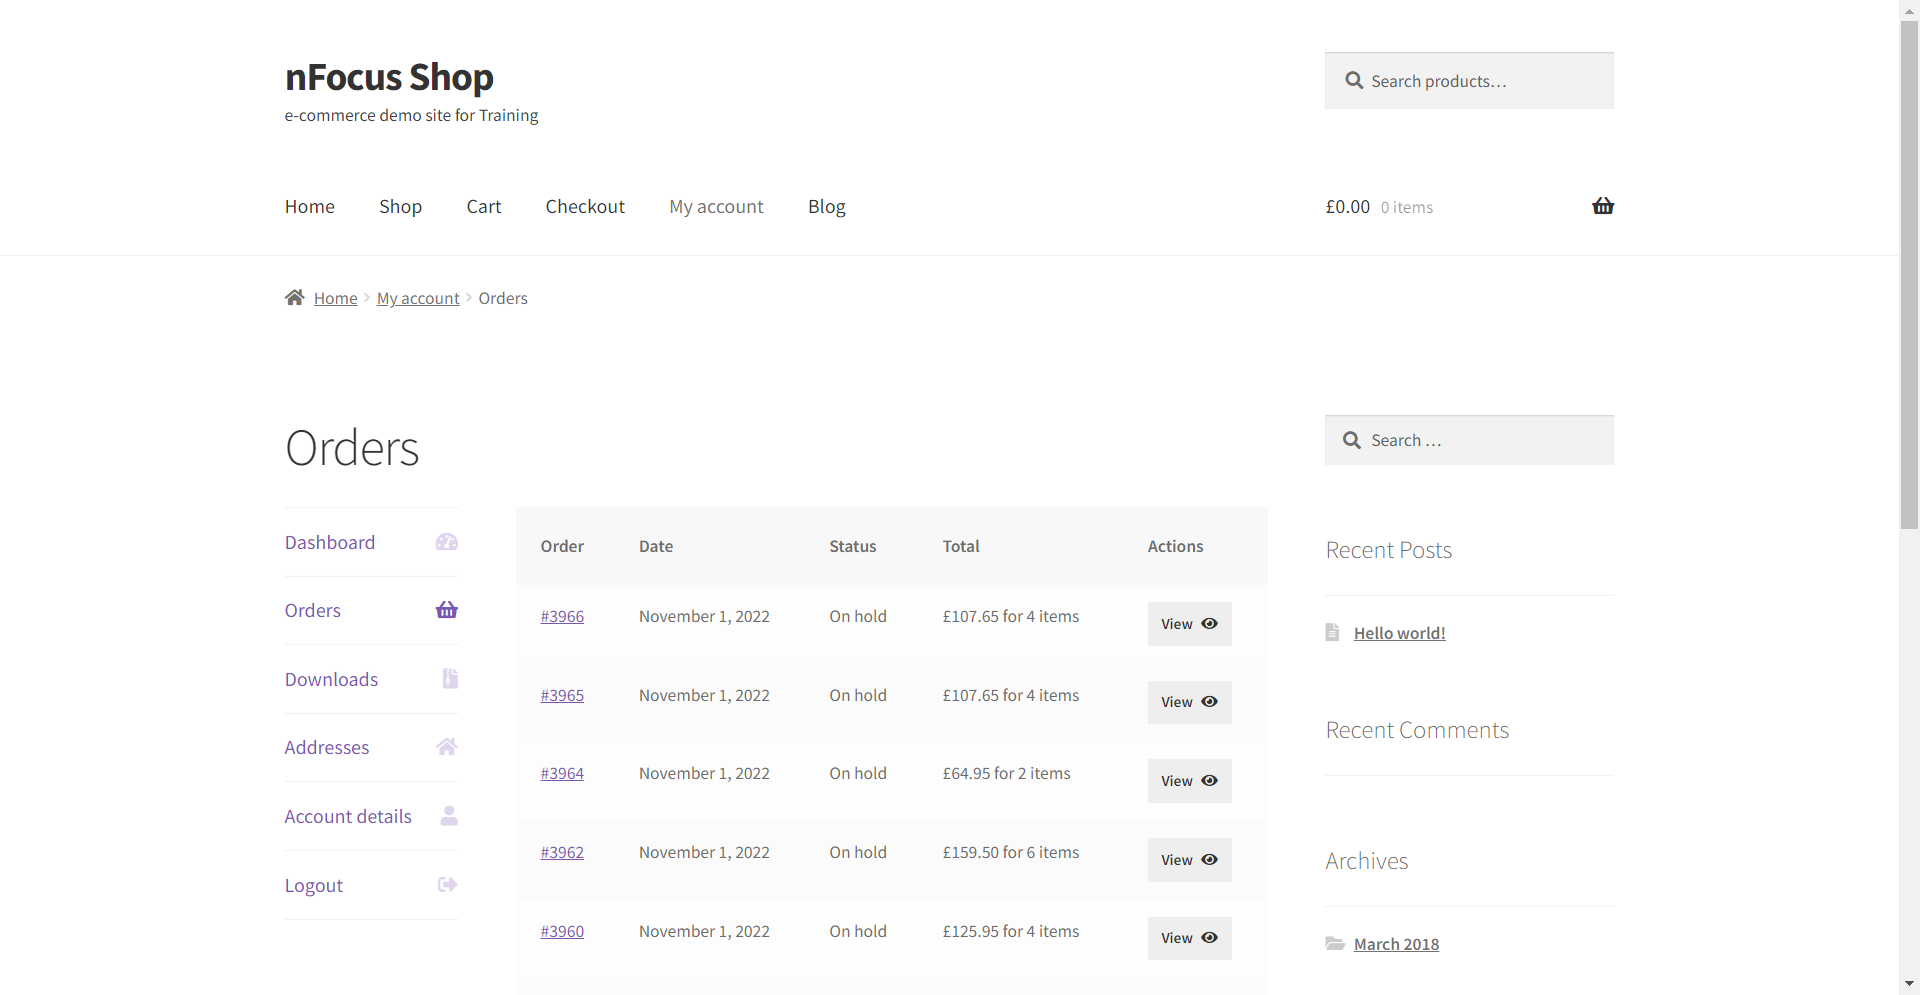 nFocus Shop
e-commerce demo site for Training
Search products…
Home Shop Cart Checkout My account Blog
£0.00 0 items
Home My account Orders
Orders
Dashboard
Orders
Downloads
Addresses
Account details
Logout
Order Date Status Total Actions
#3966 November 1, 2022 On hold £107.65 for 4 items View
#3965 November 1, 2022 On hold £107.65 for 4 items View
#3964 November 1, 2022 On hold £64.95 for 2 items View
#3962 November 1, 2022 On hold £159.50 for 6 items View
#3960 November 1, 2022 On hold £125.95 for 4 items View
Search …
Recent Posts
Hello world!
Recent Comments
Archives
March 2018